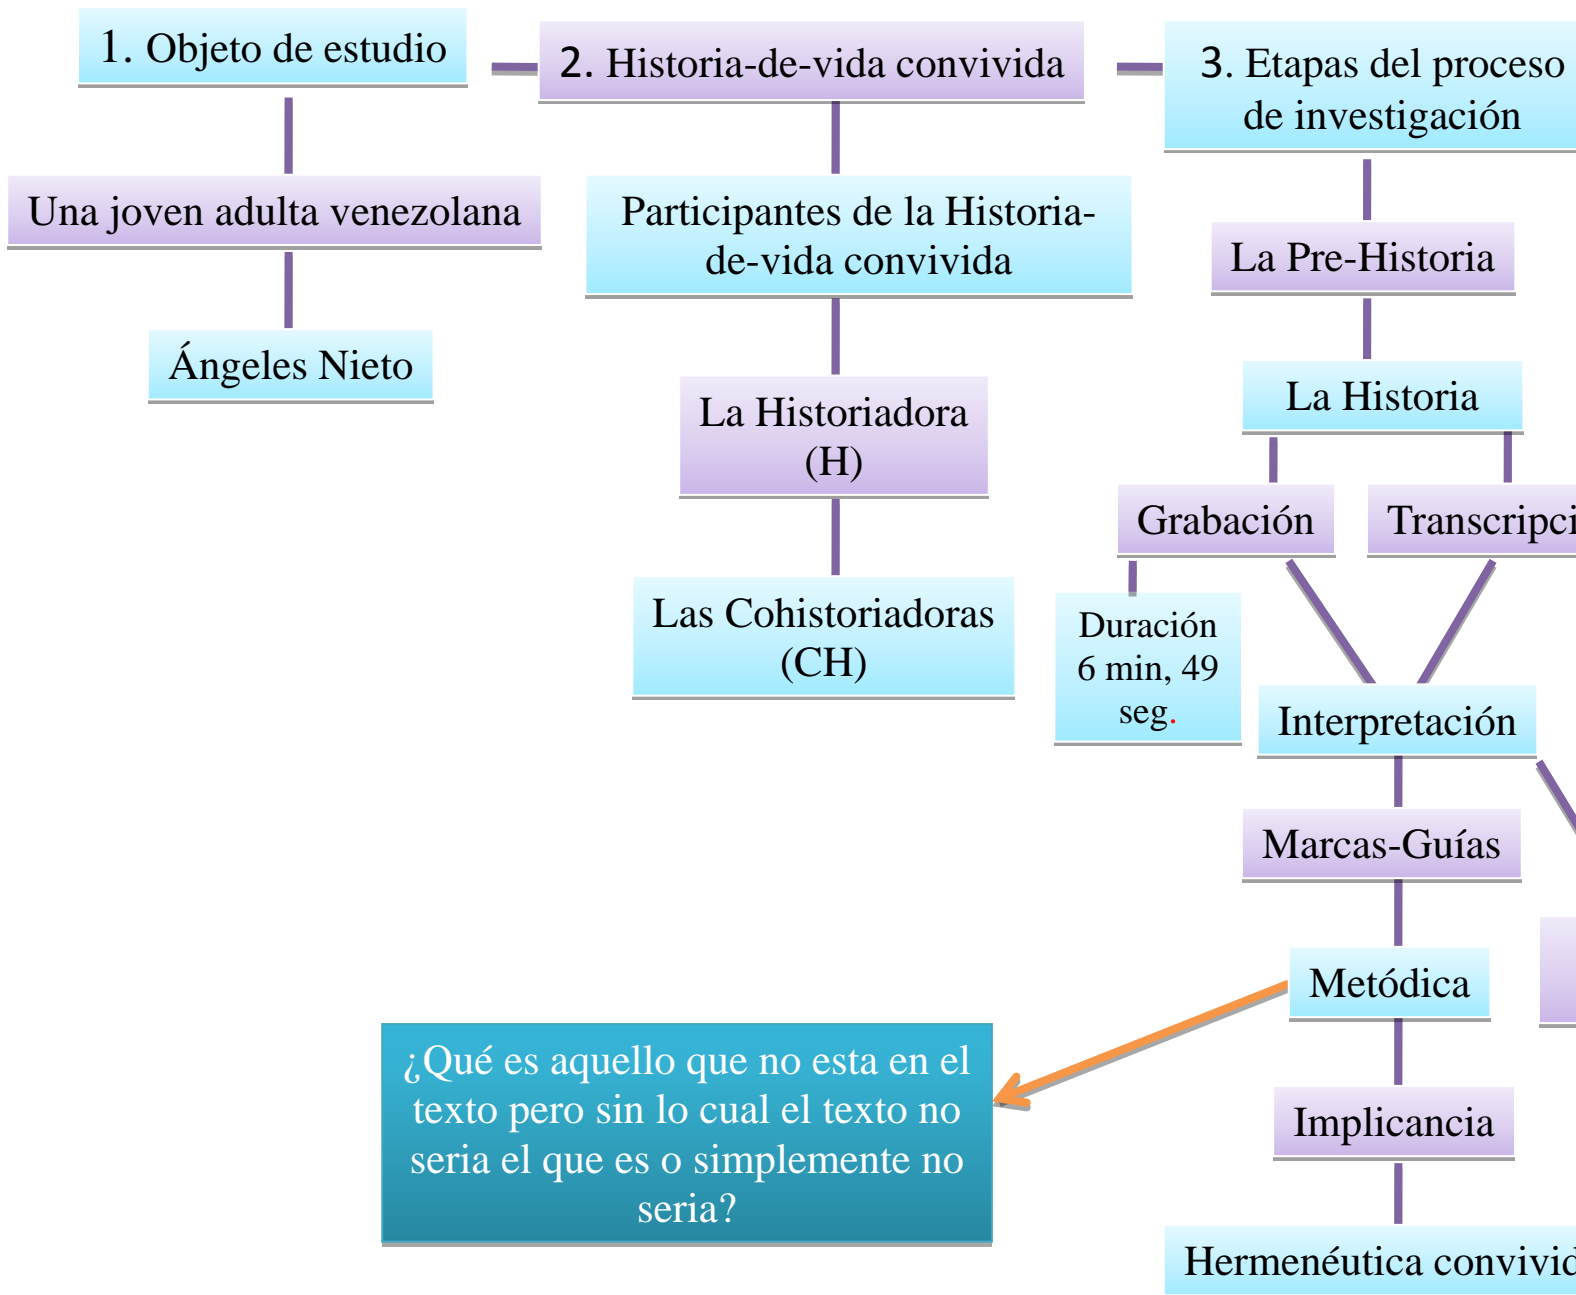 1. Objeto de estudio
Una joven adulta venezolana
Ángeles Nieto
2. Historia-de-vida convivida
Participantes de la Historia-
de-vida convivida
La Historiadora
(H)
Las Cohistoriadoras
(CH)
3. Etapas del proceso
de investigación
La Pre-Historia
La Historia
Grabación
Transcripci
Duración
6 min, 49
seg.
Interpretación
Marcas-Guías
Metódica
¿Qué es aquello que no esta en el
texto pero sin lo cual el texto no
seria el que es o simplemente no
seria?
Implicancia
Hermenéutica convivid